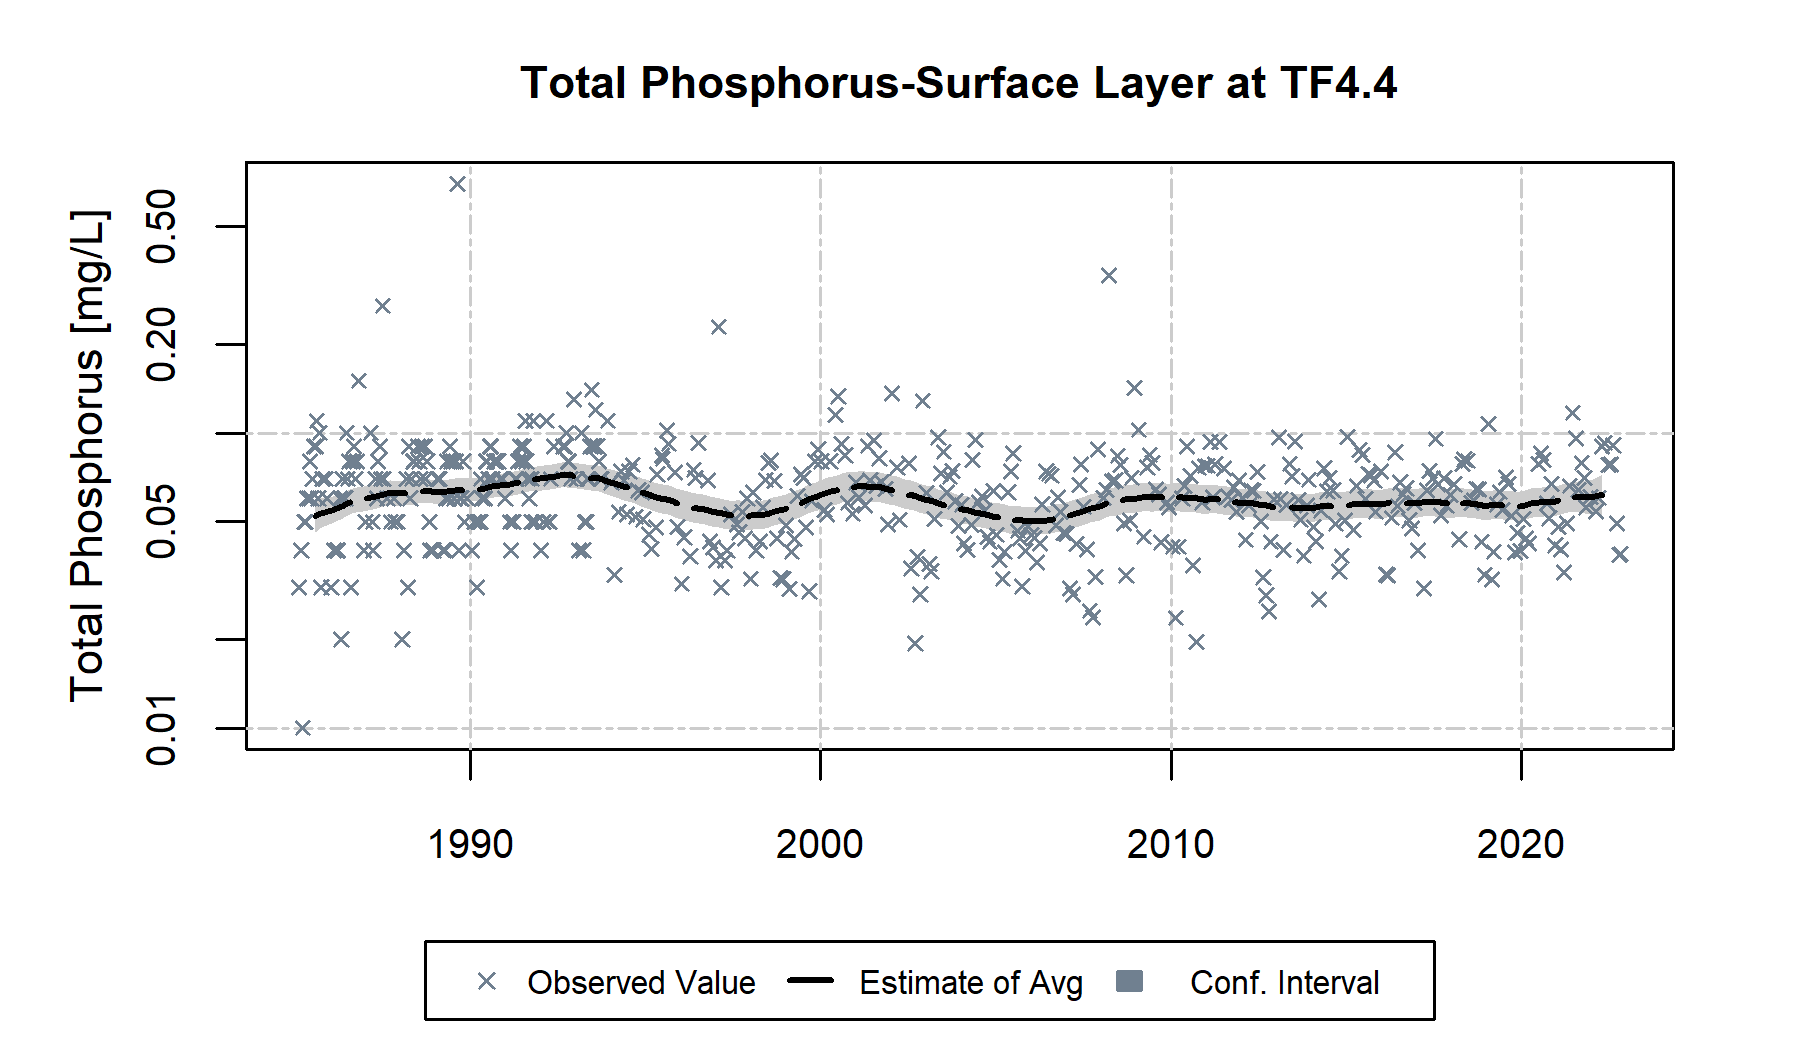 Total Phosphorus-Surface Layer at TF4.4
Total Phosphorus [mg/L]
0.50
0.20
0.05
0.01
1990 2000 2010 2020
Observed Value Estimate of Avg Conf. Interval